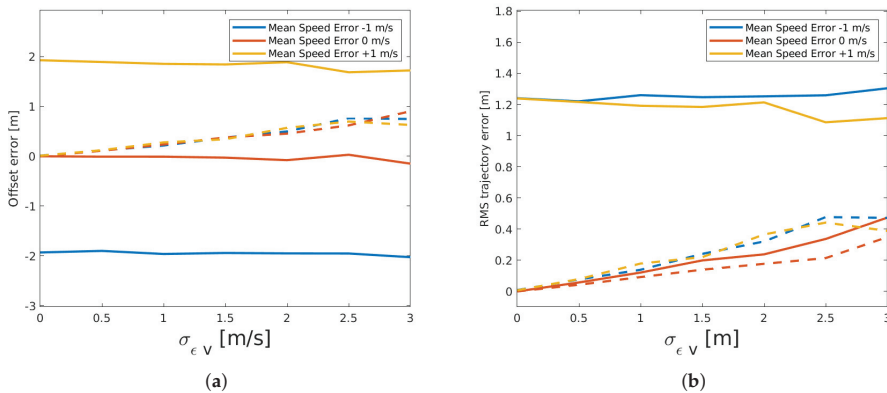 Mean Speed Error -1 m/s
Mean Speed Error 0 m/s
Mean Speed Error +1 m/s
2
1
0
-1
-2
-3
Offset error [m]
0 0.5 1 1.5 2 2.5 3
σϵ v [m/s]
(a)
Mean Speed Error -1 m/s
Mean Speed Error 0 m/s
Mean Speed Error +1 m/s
1.8
1.6
1.4
1.2
1
0.8
0.6
0.4
0.2
0
RMS trajectory error [m]
0 0.5 1 1.5 2 2.5 3
σϵ v [m]
(b)